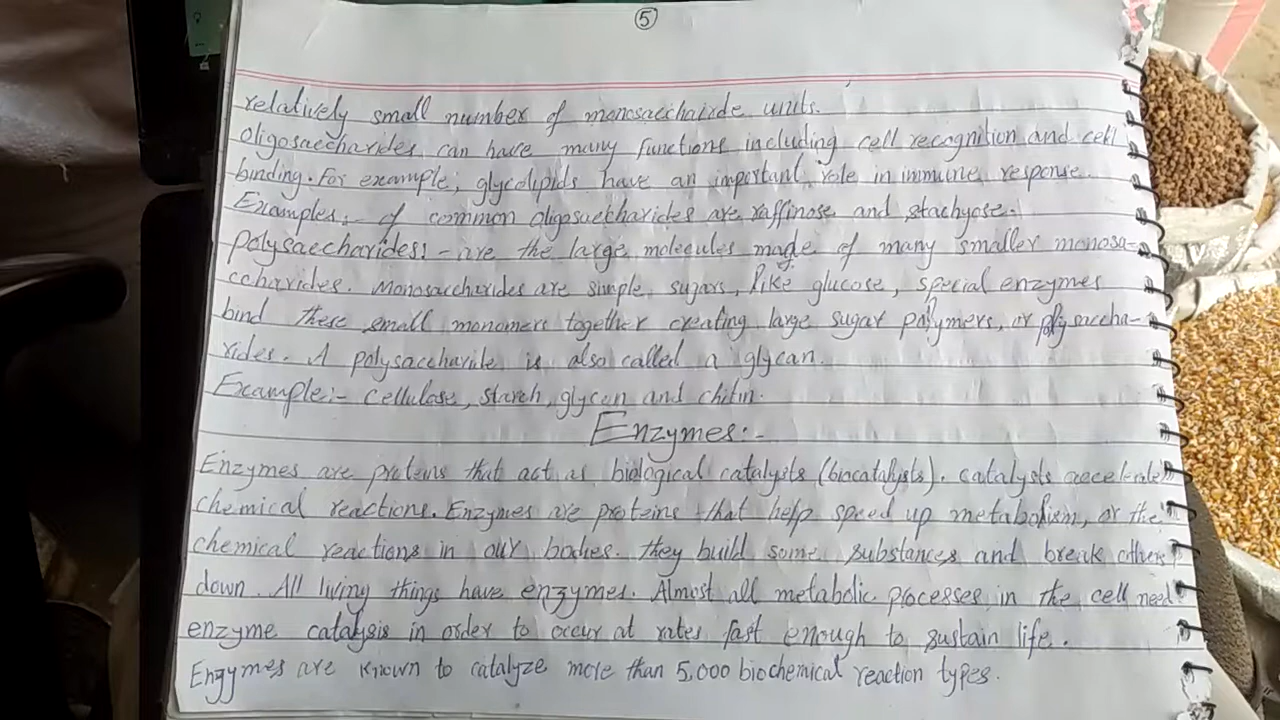 5
relatively small number of monosaccharide units.
oligosaccharides can have many functions including cell recognition and cell
binding. For example, glycolipids have an important role in immune response.
Examples:- of common oligosaccharides are raffinose and stachyose.
polysaccharides:- are the large molecules made of many smaller monosa-
ccharides. Monosaccharides are simple sugars, like glucose, special enzymes
bind these small monomers together creating large sugar polymers, or polysaccha-
rides. A polysaccharide is also called a glycan.
Example:- cellulose, starch, glycan and chitin.
Enzymes:-
Enzymes are proteins that act as biological catalysts (biocatalysts). catalysts accelerate
chemical reactions. Enzymes are proteins that help speed up metabolism, or the
chemical reactions in our bodies. they build some substances and break others
down. All living things have enzymes. Almost all metabolic processes in the cell need
enzyme catalysis in order to occur at rates fast enough to sustain life.
Enzymes are known to catalyze more than 5,000 biochemical reaction types.